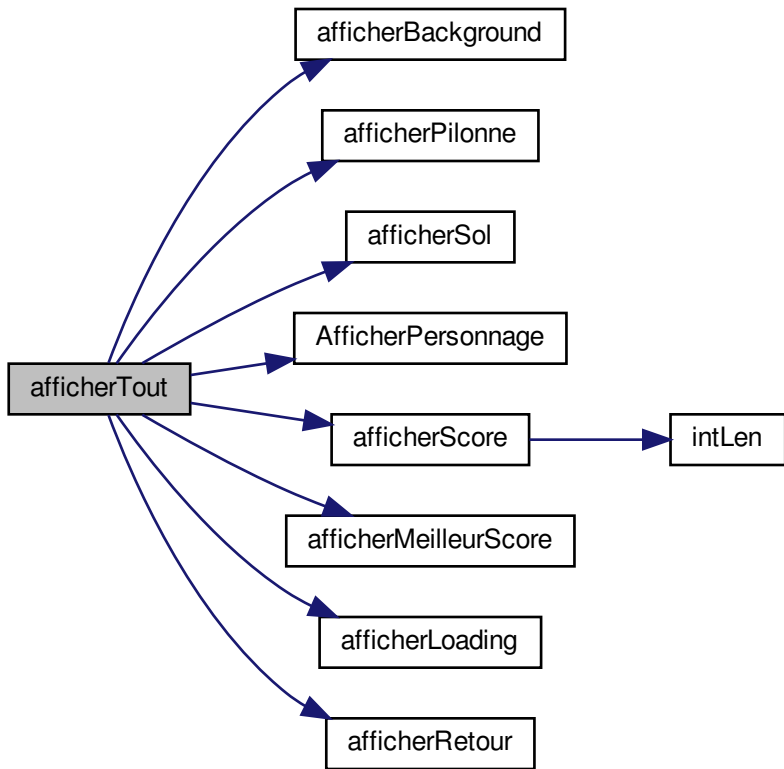 afficherBackground
afficherPilonne
afficherSol
AfficherPersonnage
afficherTout
afficherScore
intLen
afficherMeilleurScore
afficherLoading
afficherRetour